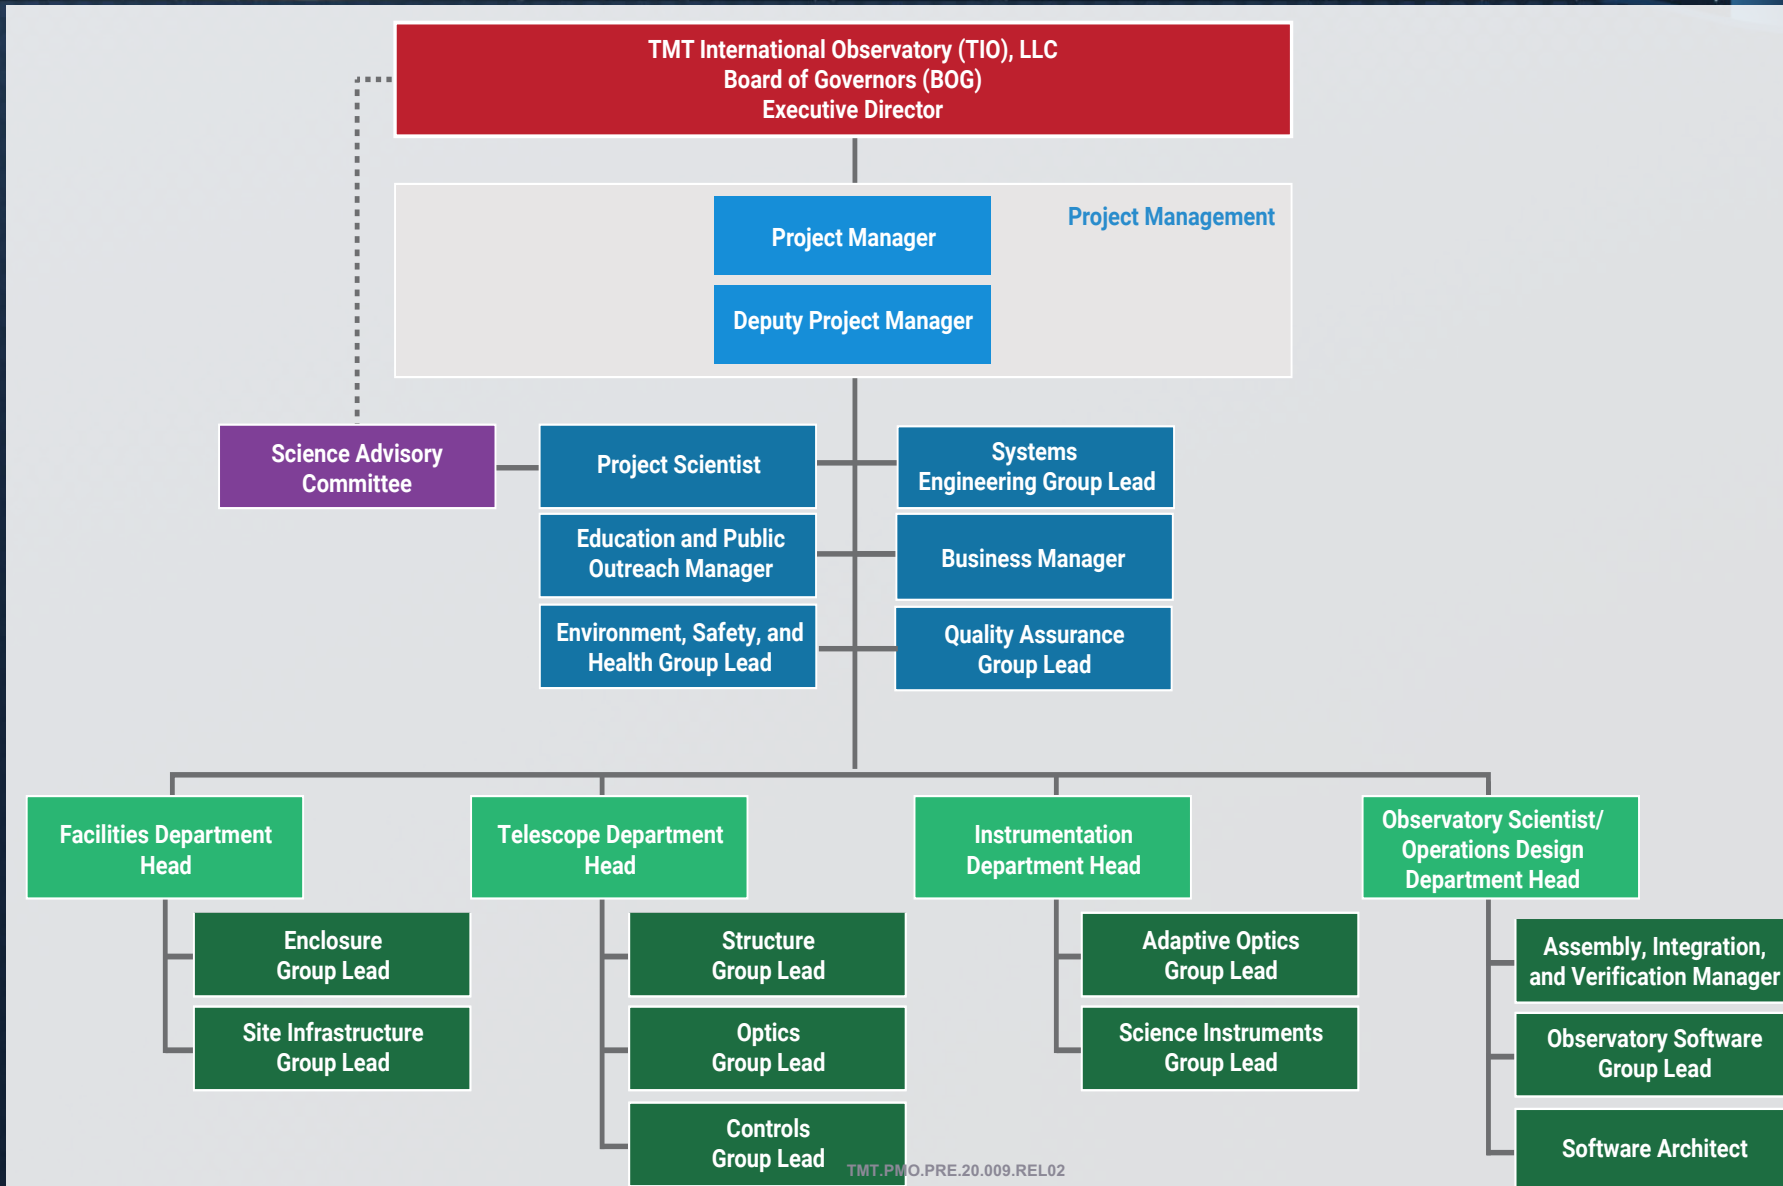 TMT International Observatory (TIO), LLC
Board of Governors (BOG)
Executive Director
Project Management
Project Manager
Deputy Project Manager
Science Advisory
Committee
Project Scientist
Systems
Engineering Group Lead
Education and Public
Outreach Manager
Business Manager
Environment, Safety, and
Health Group Lead
Quality Assurance
Group Lead
Facilities Department
Head
Telescope Department
Head
Instrumentation
Department Head
Observatory Scientist/
Operations Design
Department Head
Enclosure
Group Lead
Site Infrastructure
Group Lead
Structure
Group Lead
Optics
Group Lead
Controls
Group Lead
Adaptive Optics
Group Lead
Science Instruments
Group Lead
Assembly, Integration,
and Verification Manager
Observatory Software
Group Lead
Software Architect
TMT.PMO.PRE.20.009.REL02